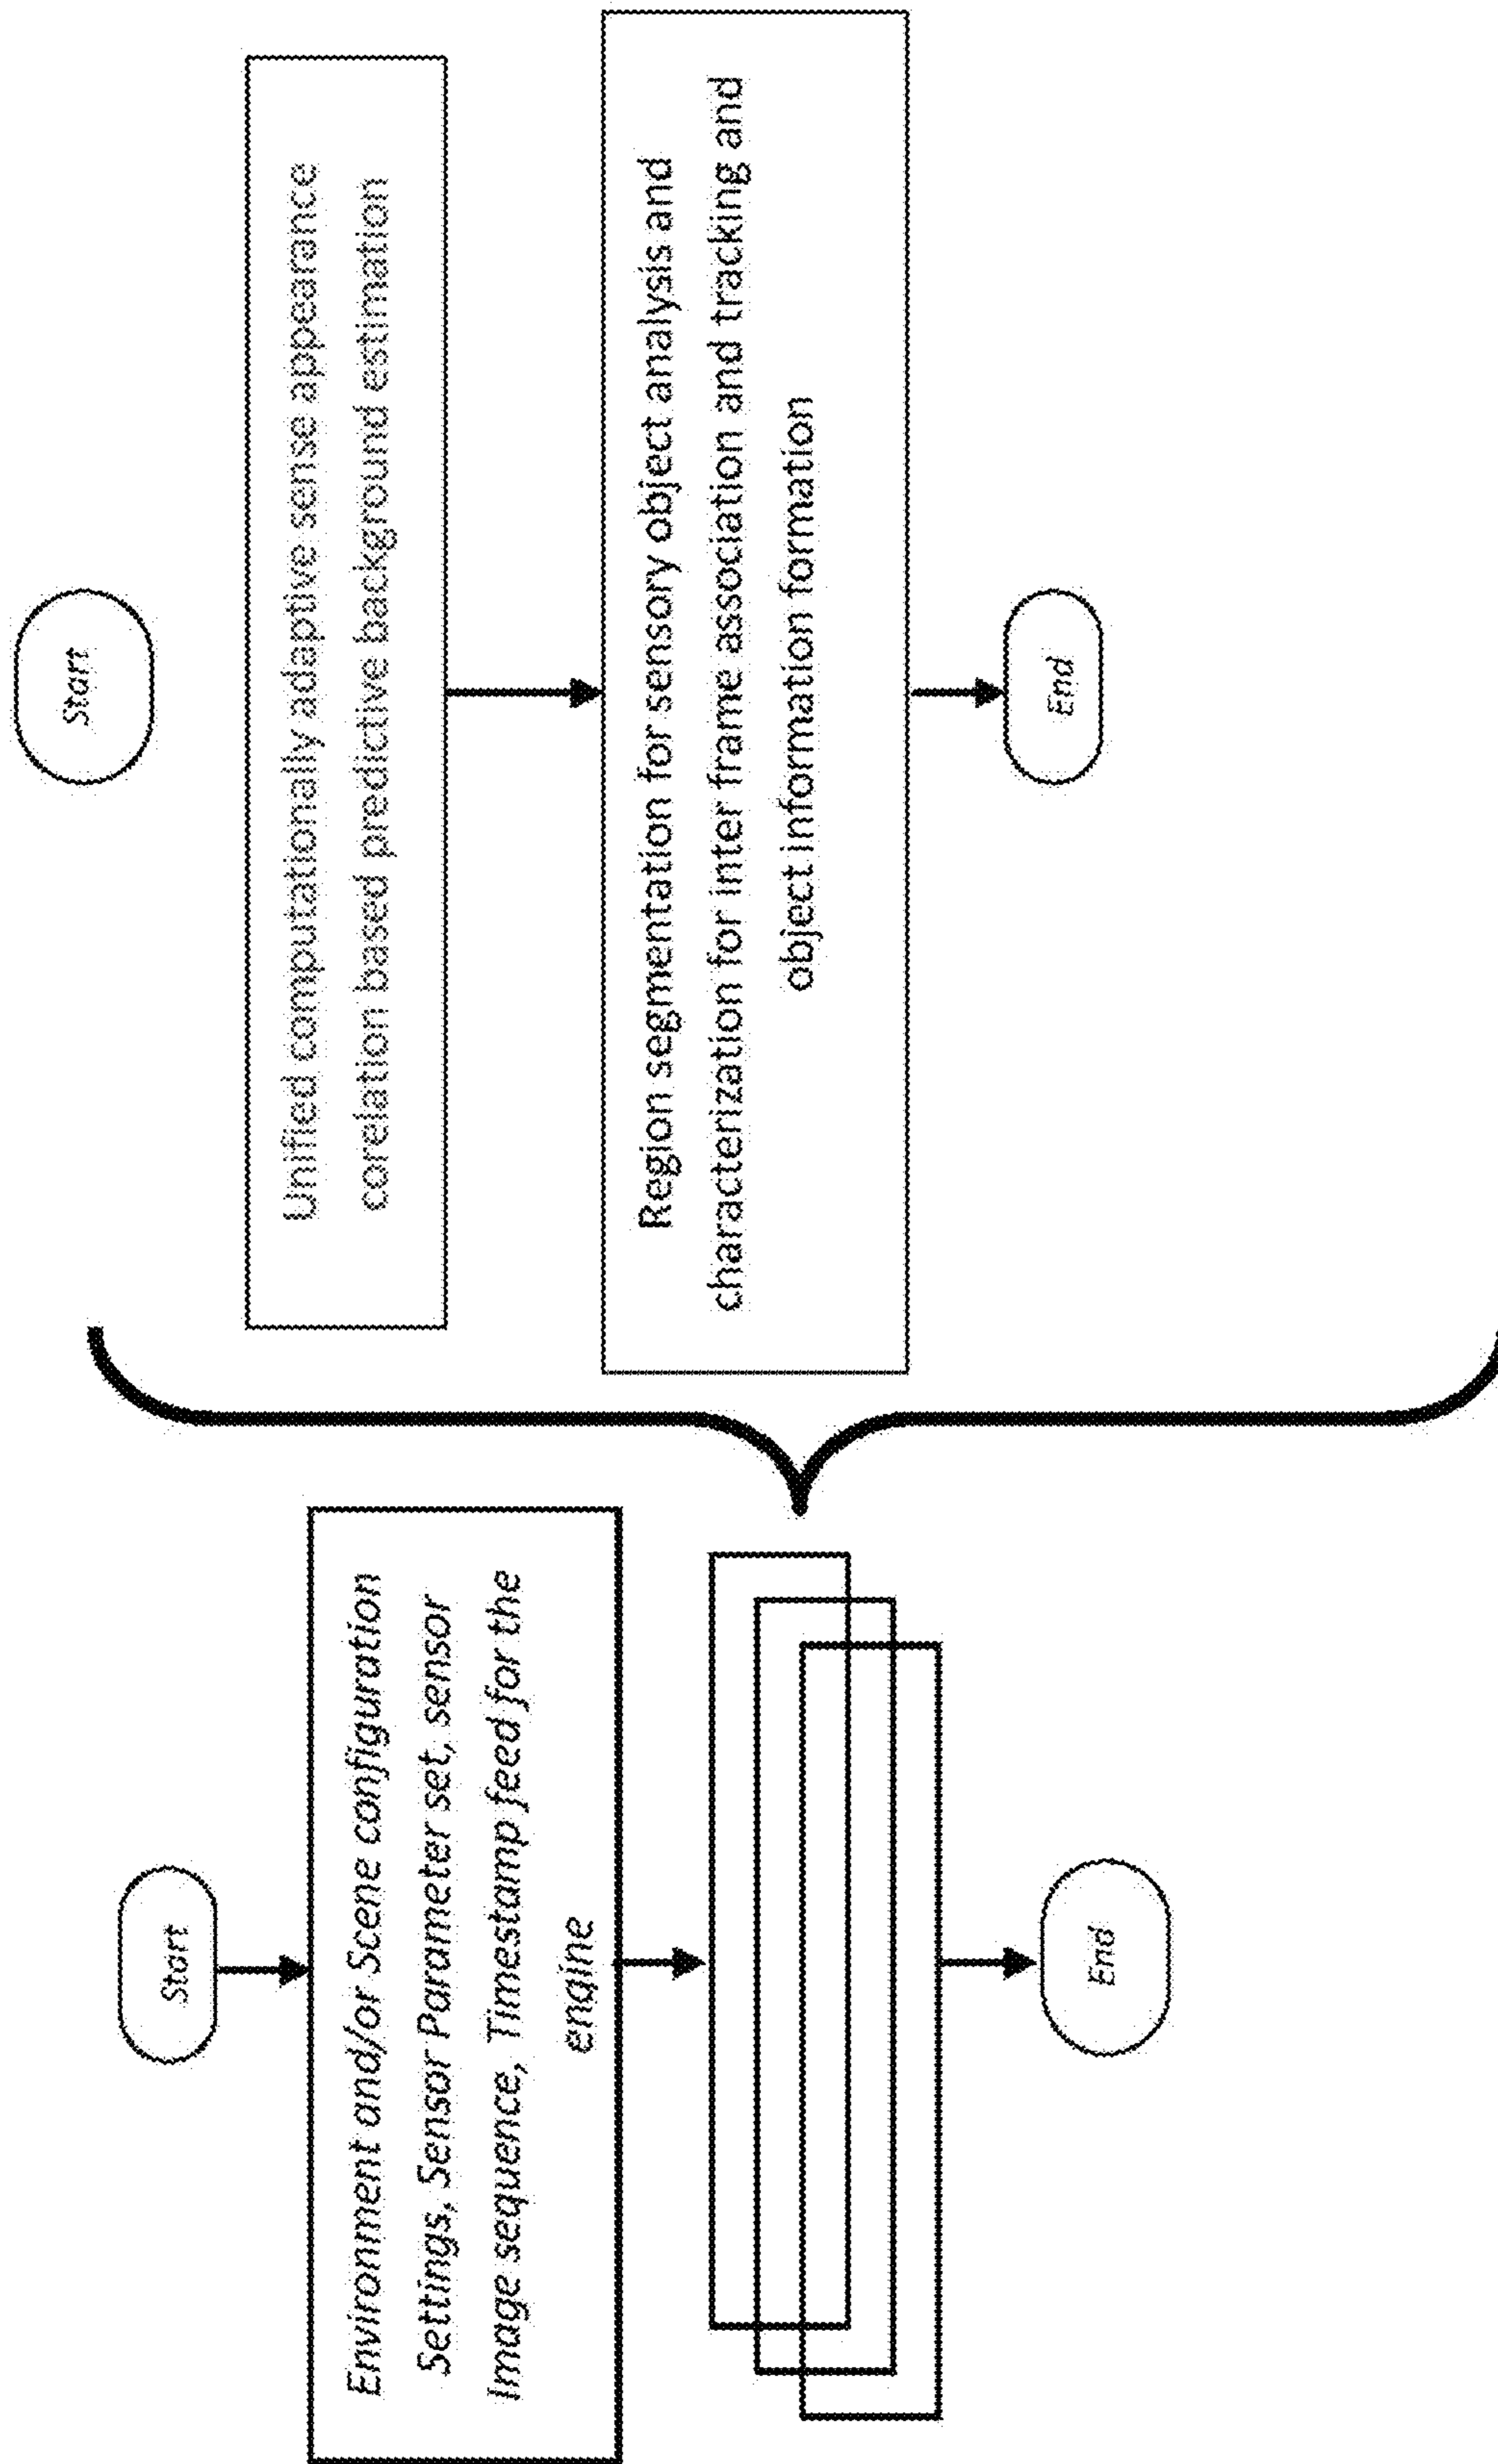 Start
Environment and/or Scene configuration
Settings, Sensor Parameter set, sensor
Image sequence, Timestamp feed for the
engine
End
Start
Unified computationally adaptive sense appearance
corelation based predictive background estimation
Region segmentation for sensory object analysis and
characterization for inter frame association and tracking and
object information formation
End